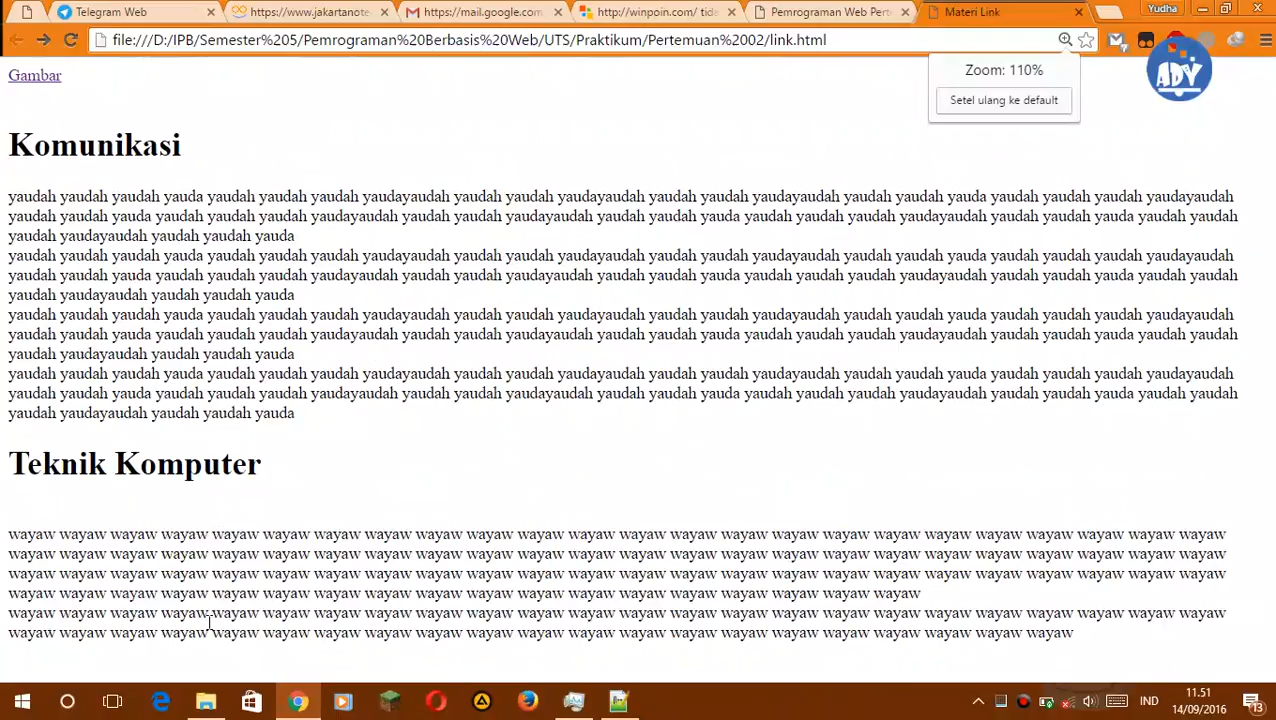 Telegram Web
https://www.jakartanote
https://mail.google.com
http://winpoin.com/ tida
Pemrograman Web Pert
Materi Link
Yudha
file:///D:/IPB/Semester%205/Pemrograman%20Berbasis%20Web/UTS/Praktikum/Pertemuan%2002/link.html
Zoom: 110%
Setel ulang ke default
ADY
Gambar
Komunikasi
yaudah yaudah yaudah yauda yaudah yaudah yaudah yaudayaudah yaudah yaudah yaudayaudah yaudah yaudah yaudayaudah yaudah yauda yaudah yaudah yaudah yaudayaudah
yaudah yaudah yauda yaudah yaudah yaudah yaudayaudah yaudah yaudah yaudayaudah yaudah yaudah yauda yaudah yaudah yaudah yaudayaudah yaudah yaudah yauda yaudah yaudah
yaudah yaudayaudah yaudah yaudah yauda
yaudah yaudah yaudah yauda yaudah yaudah yaudah yaudayaudah yaudah yaudah yaudayaudah yaudah yaudah yaudayaudah yaudah yauda yaudah yaudah yaudah yaudayaudah
yaudah yaudah yauda yaudah yaudah yaudah yaudayaudah yaudah yaudah yaudayaudah yaudah yaudah yauda yaudah yaudah yaudah yaudayaudah yaudah yaudah yauda yaudah yaudah
yaudah yaudayaudah yaudah yaudah yauda
yaudah yaudah yaudah yauda yaudah yaudah yaudah yaudayaudah yaudah yaudah yaudayaudah yaudah yaudah yaudayaudah yaudah yauda yaudah yaudah yaudah yaudayaudah
yaudah yaudah yauda yaudah yaudah yaudah yaudayaudah yaudah yaudah yaudayaudah yaudah yaudah yauda yaudah yaudah yaudah yaudayaudah yaudah yaudah yauda yaudah yaudah
yaudah yaudayaudah yaudah yaudah yauda
yaudah yaudah yaudah yauda yaudah yaudah yaudah yaudayaudah yaudah yaudah yaudayaudah yaudah yaudah yaudayaudah yaudah yauda yaudah yaudah yaudah yaudayaudah
yaudah yaudah yauda yaudah yaudah yaudah yaudayaudah yaudah yaudah yaudayaudah yaudah yaudah yauda yaudah yaudah yaudah yaudayaudah yaudah yaudah yauda yaudah yaudah
yaudah yaudayaudah yaudah yaudah yauda
Teknik Komputer
wayaw wayaw wayaw wayaw wayaw wayaw wayaw wayaw wayaw wayaw wayaw wayaw wayaw wayaw wayaw wayaw wayaw wayaw wayaw wayaw wayaw wayaw wayaw wayaw
wayaw wayaw wayaw wayaw wayaw wayaw wayaw wayaw wayaw wayaw wayaw wayaw wayaw wayaw wayaw wayaw wayaw wayaw wayaw wayaw wayaw wayaw wayaw wayaw
wayaw wayaw wayaw wayaw wayaw wayaw wayaw wayaw wayaw wayaw wayaw wayaw wayaw wayaw wayaw wayaw wayaw wayaw wayaw wayaw wayaw wayaw wayaw wayaw
wayaw wayaw wayaw wayaw wayaw wayaw wayaw wayaw wayaw wayaw wayaw wayaw wayaw wayaw wayaw wayaw wayaw wayaw
wayaw wayaw wayaw wayaw wayaw wayaw wayaw wayaw wayaw wayaw wayaw wayaw wayaw wayaw wayaw wayaw wayaw wayaw wayaw wayaw wayaw wayaw wayaw wayaw
wayaw wayaw wayaw wayaw wayaw wayaw wayaw wayaw wayaw wayaw wayaw wayaw wayaw wayaw wayaw wayaw wayaw wayaw wayaw wayaw wayaw
IND
11.51
14/09/2016
13